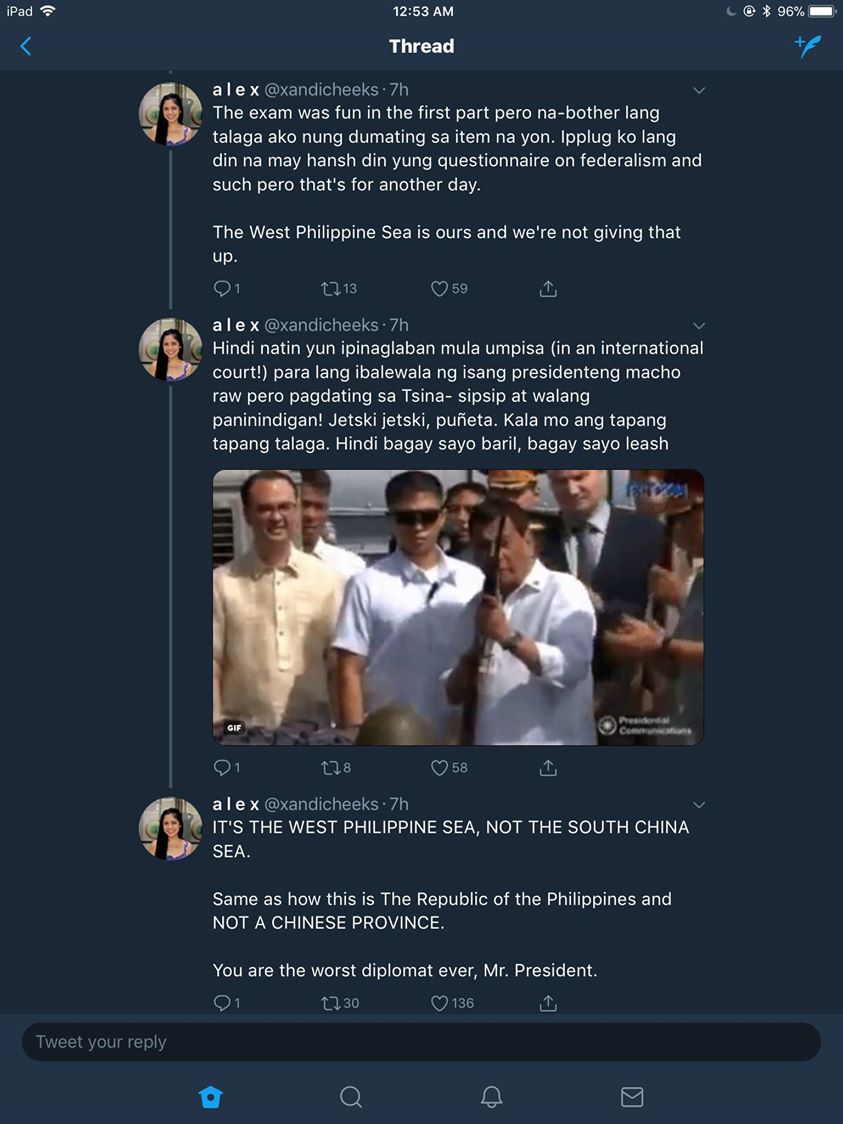 iPad
12:53 AM
96%
Thread
a l e x @xandicheeks · 7h
The exam was fun in the first part pero na-bother lang
talaga ako nung dumating sa item na yon. Ipplug ko lang
din na may hansh din yung questionnaire on federalism and
such pero that's for another day.
The West Philippine Sea is ours and we're not giving that
up.
1 13 59
a l e x @xandicheeks · 7h
Hindi natin yun ipinaglaban mula umpisa (in an international
court!) para lang ibalewala ng isang presidenteng macho
raw pero pagdating sa Tsina- sipsip at walang
paninindigan! Jetski jetski, puñeta. Kala mo ang tapang
tapang talaga. Hindi bagay sayo baril, bagay sayo leash
GIF
Presidential
Communications
1 8 58
a l e x @xandicheeks · 7h
IT'S THE WEST PHILIPPINE SEA, NOT THE SOUTH CHINA
SEA.
Same as how this is The Republic of the Philippines and
NOT A CHINESE PROVINCE.
You are the worst diplomat ever, Mr. President.
1 30 136
Tweet your reply